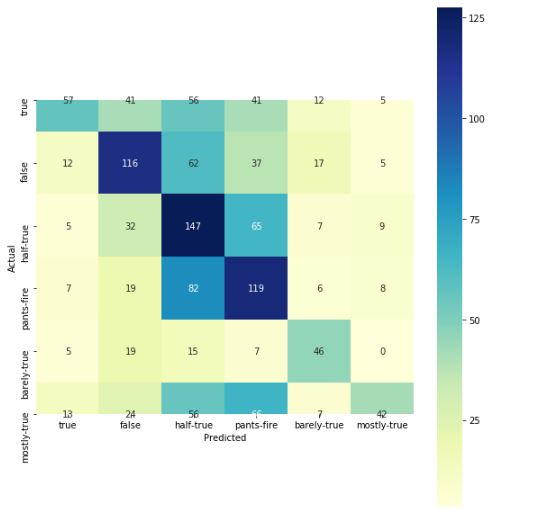 57 41 56 41 12 5
12 116 62 37 17 5
5 32 147 65 7 9
7 19 82 119 6 8
5 19 15 7 46 0
13 24 56 66 7 42
true
false
half-true
pants-fire
barely-true
mostly-true
Actual
true false half-true pants-fire barely-true mostly-true
Predicted
125
100
75
50
25